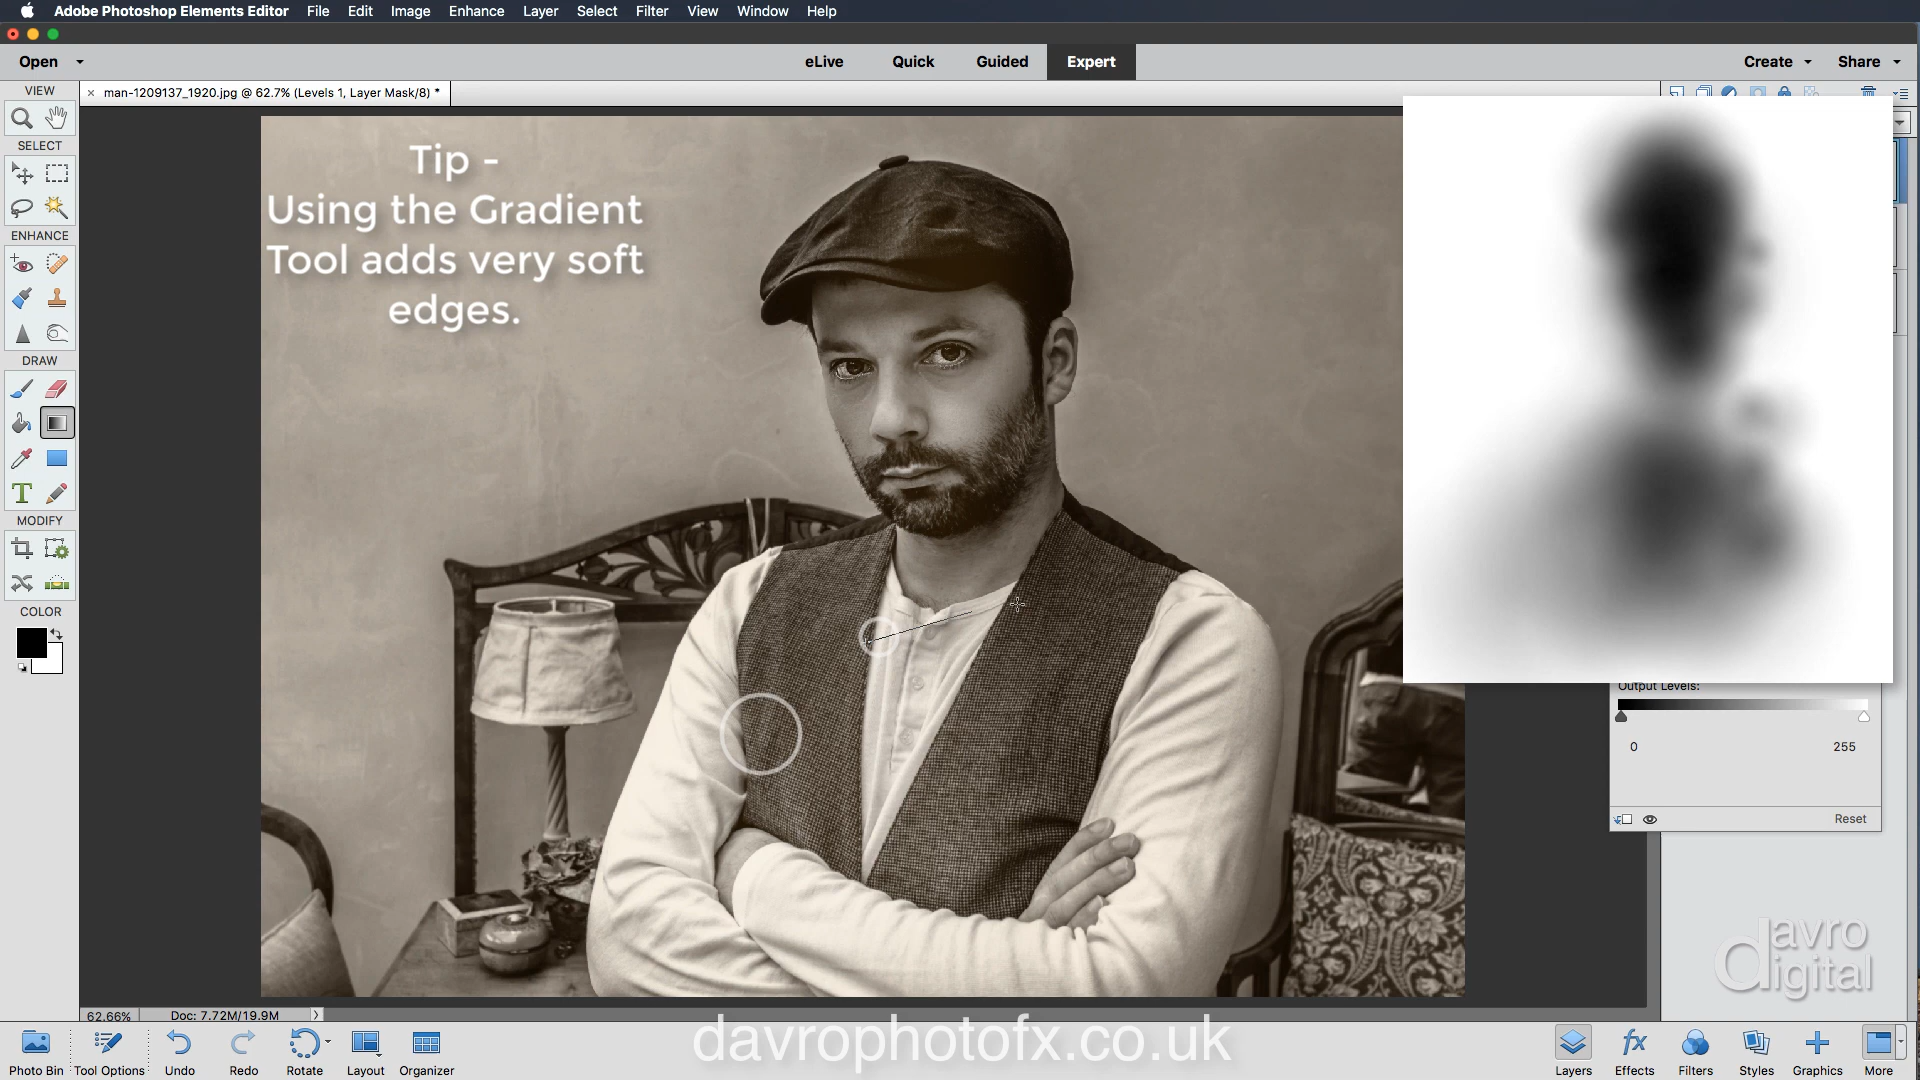 Adobe Photoshop Elements Editor File Edit Image Enhance Layer Select Filter View Window Help
Open eLive Quick Guided Expert Create Share
VIEW
man-1209137_1920.jpg @ 62.7% (Levels 1, Layer Mask/8) *
SELECT
ENHANCE
DRAW
MODIFY
COLOR
Tip -
Using the Gradient
Tool adds very soft
edges.
Output Levels:
0 255
Reset
davro
digital
62.66% Doc: 7.72M/19.9M
davrophotofx.co.uk
Photo Bin Tool Options Undo Redo Rotate Layout Organizer Layers Effects Filters Styles Graphics More